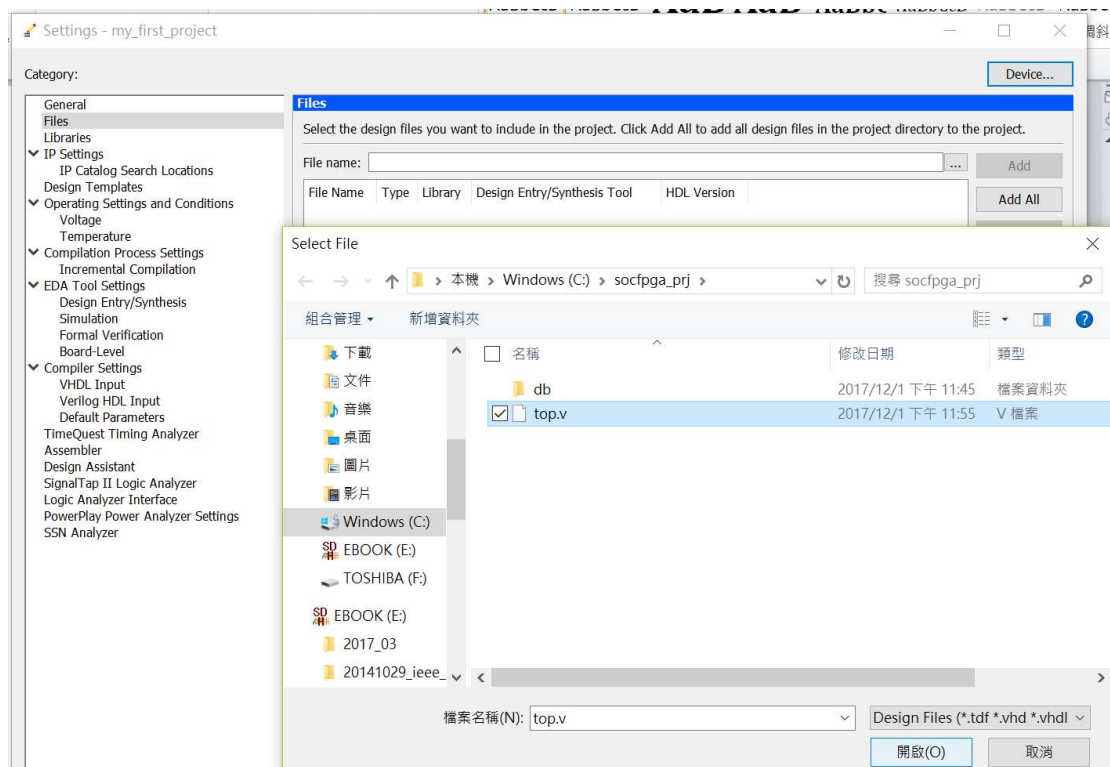 Settings - my_first_project
Category:
Device...
General
Files
Libraries
IP Settings
IP Catalog Search Locations
Design Templates
Operating Settings and Conditions
Voltage
Temperature
Compilation Process Settings
Incremental Compilation
EDA Tool Settings
Design Entry/Synthesis
Simulation
Formal Verification
Board-Level
Compiler Settings
VHDL Input
Verilog HDL Input
Default Parameters
TimeQuest Timing Analyzer
Assembler
Design Assistant
SignalTap II Logic Analyzer
Logic Analyzer Interface
PowerPlay Power Analyzer Settings
SSN Analyzer
Files
Select the design files you want to include in the project. Click Add All to add all design files in the project directory to the project.
File name: ... Add
File Name Type Library Design Entry/Synthesis Tool HDL Version Add All
Select File
本機 > Windows (C:) > socfpga_prj > 搜尋 socfpga_prj
組合管理 新增資料夾
下載
文件
音樂
桌面
圖片
影片
Windows (C:)
EBOOK (E:)
TOSHIBA (F:)
EBOOK (E:)
2017_03
20141029_ieee_
名稱 修改日期 類型
db 2017/12/1 下午 11:45 檔案資料夾
top.v 2017/12/1 下午 11:55 V 檔案
檔案名稱(N): top.v Design Files (*.tdf *.vhd *.vhdl
開啟(O) 取消